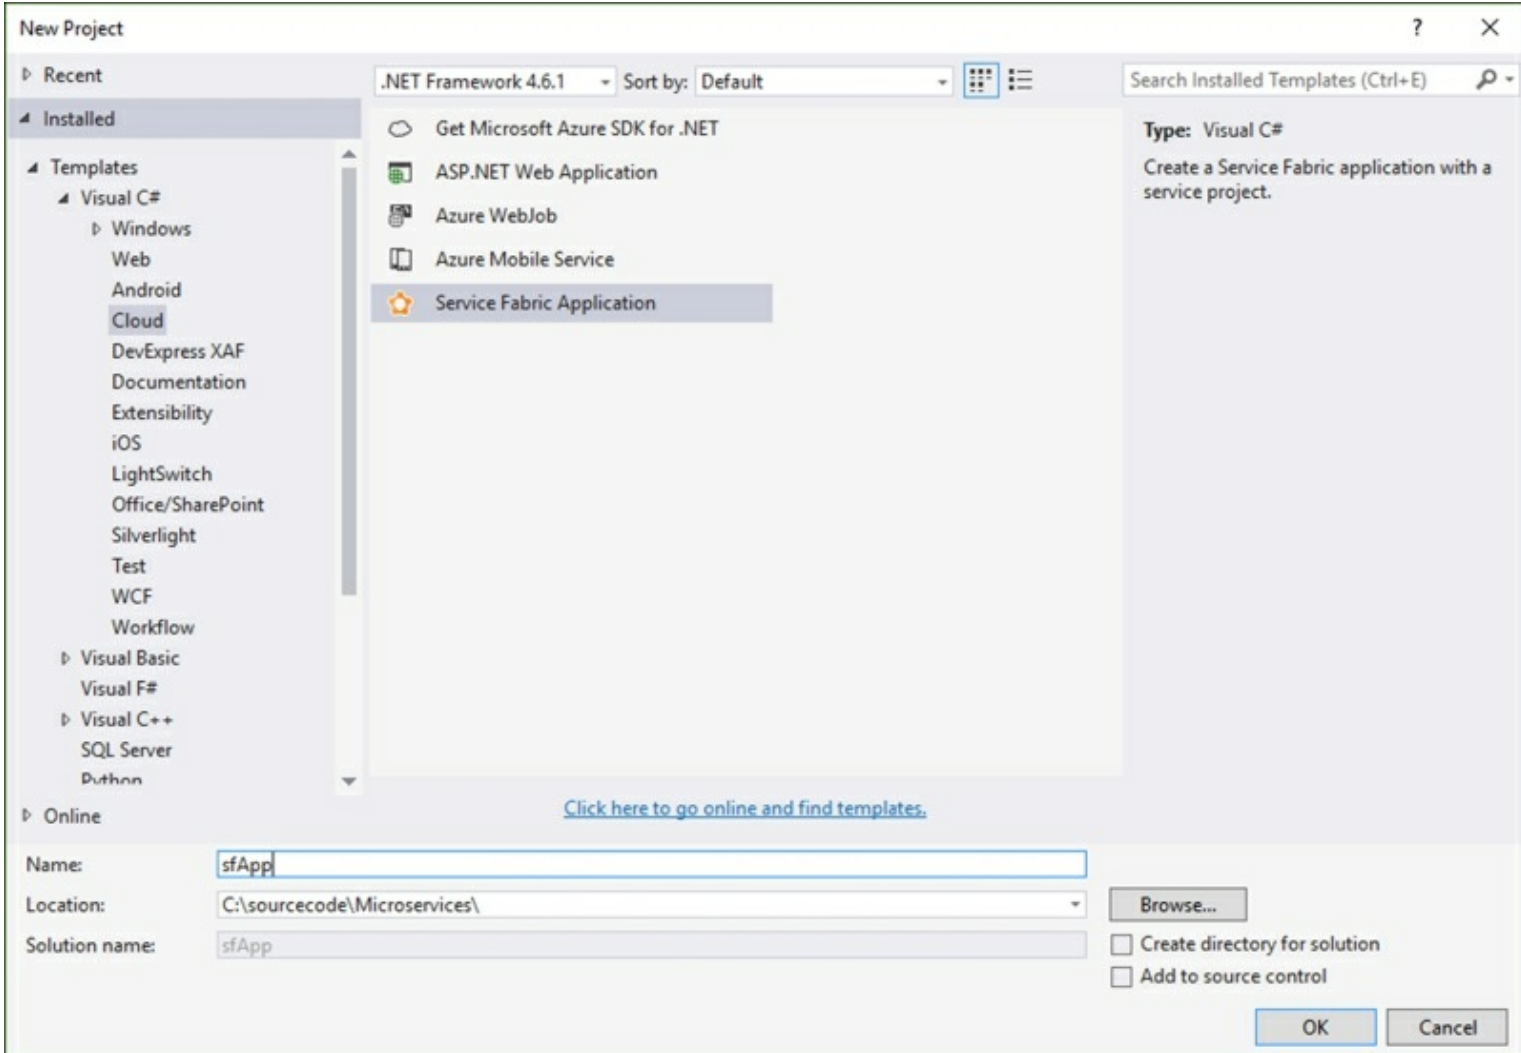 New Project
?
Recent
.NET Framework 4.6.1
Sort by:
Default
Search Installed Templates (Ctrl+E)
Installed
Templates
Visual C#
Windows
Web
Android
Cloud
DevExpress XAF
Documentation
Extensibility
iOS
LightSwitch
Office/SharePoint
Silverlight
Test
WCF
Workflow
Visual Basic
Visual F#
Visual C++
SQL Server
Python
Online
Get Microsoft Azure SDK for .NET
ASP.NET Web Application
Azure WebJob
Azure Mobile Service
Service Fabric Application
Click here to go online and find templates.
Type: Visual C#
Create a Service Fabric application with a
service project.
Name:
sfApp
Location:
C:\sourcecode\Microservices\
Browse...
Solution name:
sfApp
Create directory for solution
Add to source control
OK
Cancel